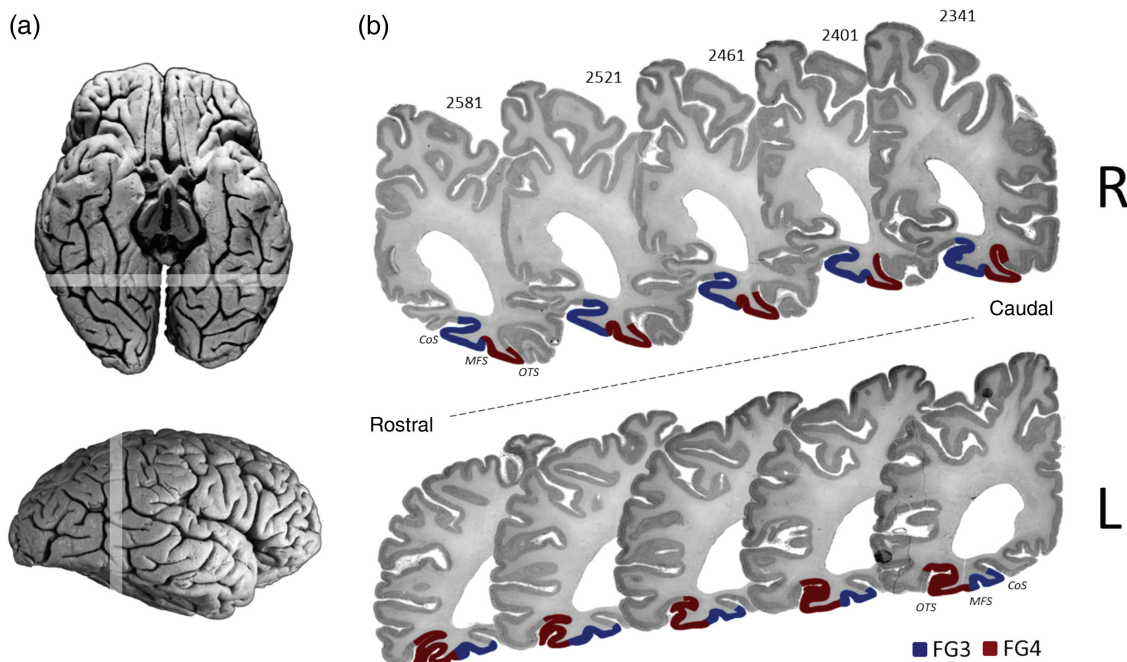 (a)
(b)
2581
2521
2461
2401
2341
R
CoS
MFS
OTS
Caudal
Rostral
L
OTS
MFS
CoS
FG3
FG4